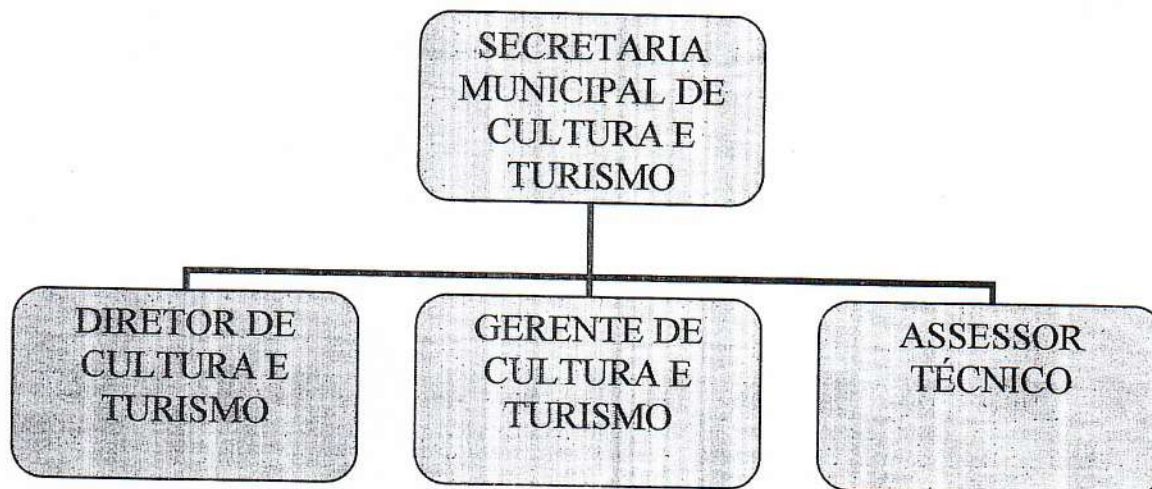 SECRETARIA
MUNICIPAL DE
CULTURA E
TURISMO
DIRETOR DE
CULTURA E
TURISMO
GERENTE DE
CULTURA E
TURISMO
ASSESSOR
TÉCNICO